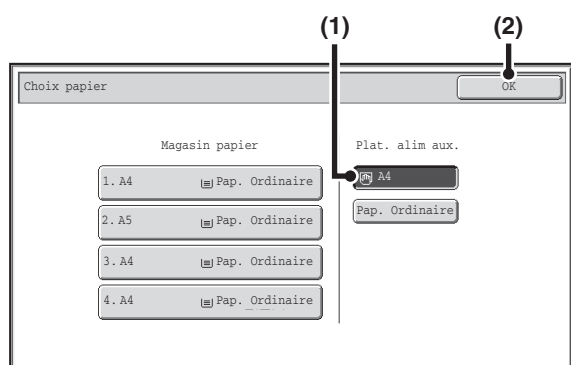 (1) (2)
Choix papier OK
Magasin papier Plat. alim aux.
1. A4 Pap. Ordinaire A4
2. A5 Pap. Ordinaire Pap. Ordinaire
3. A4 Pap. Ordinaire
4. A4 Pap. Ordinaire